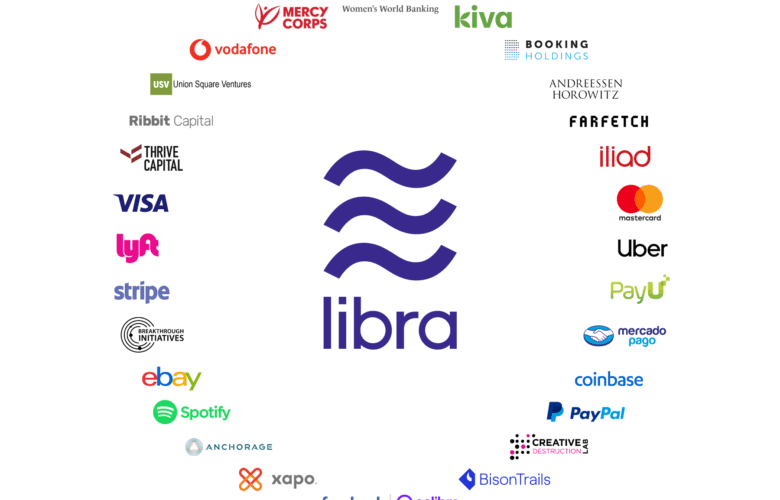 MERCY
CORPS
Women's World Banking
kiva
vodafone
BOOKING
HOLDINGS
USV Union Square Ventures
ANDREESSEN
HOROWITZ
Ribbit Capital
FARFETCH
THRIVE
CAPITAL
iliad
VISA
mastercard
lyft
Uber
stripe
PayU
libra
BREAKTHROUGH
INITIATIVES
mercado
pago
ebay
coinbase
Spotify
PayPal
ANCHORAGE
CREATIVE
DESTRUCTION
LAB
xapo
BisonTrails